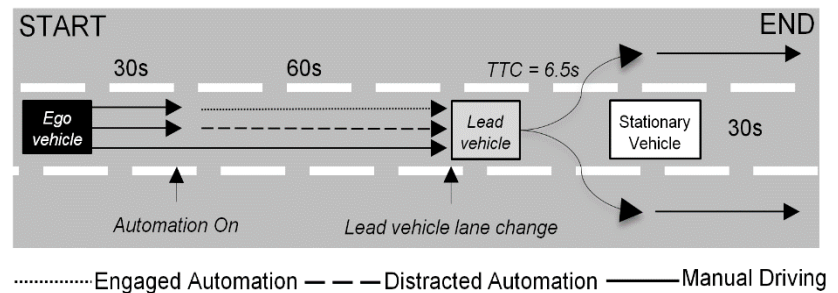 START
END
30s
60s
TTC = 6.5s
Ego
vehicle
Lead
vehicle
Stationary
Vehicle
30s
Automation On
Lead vehicle lane change
Engaged Automation
Distracted Automation
Manual Driving